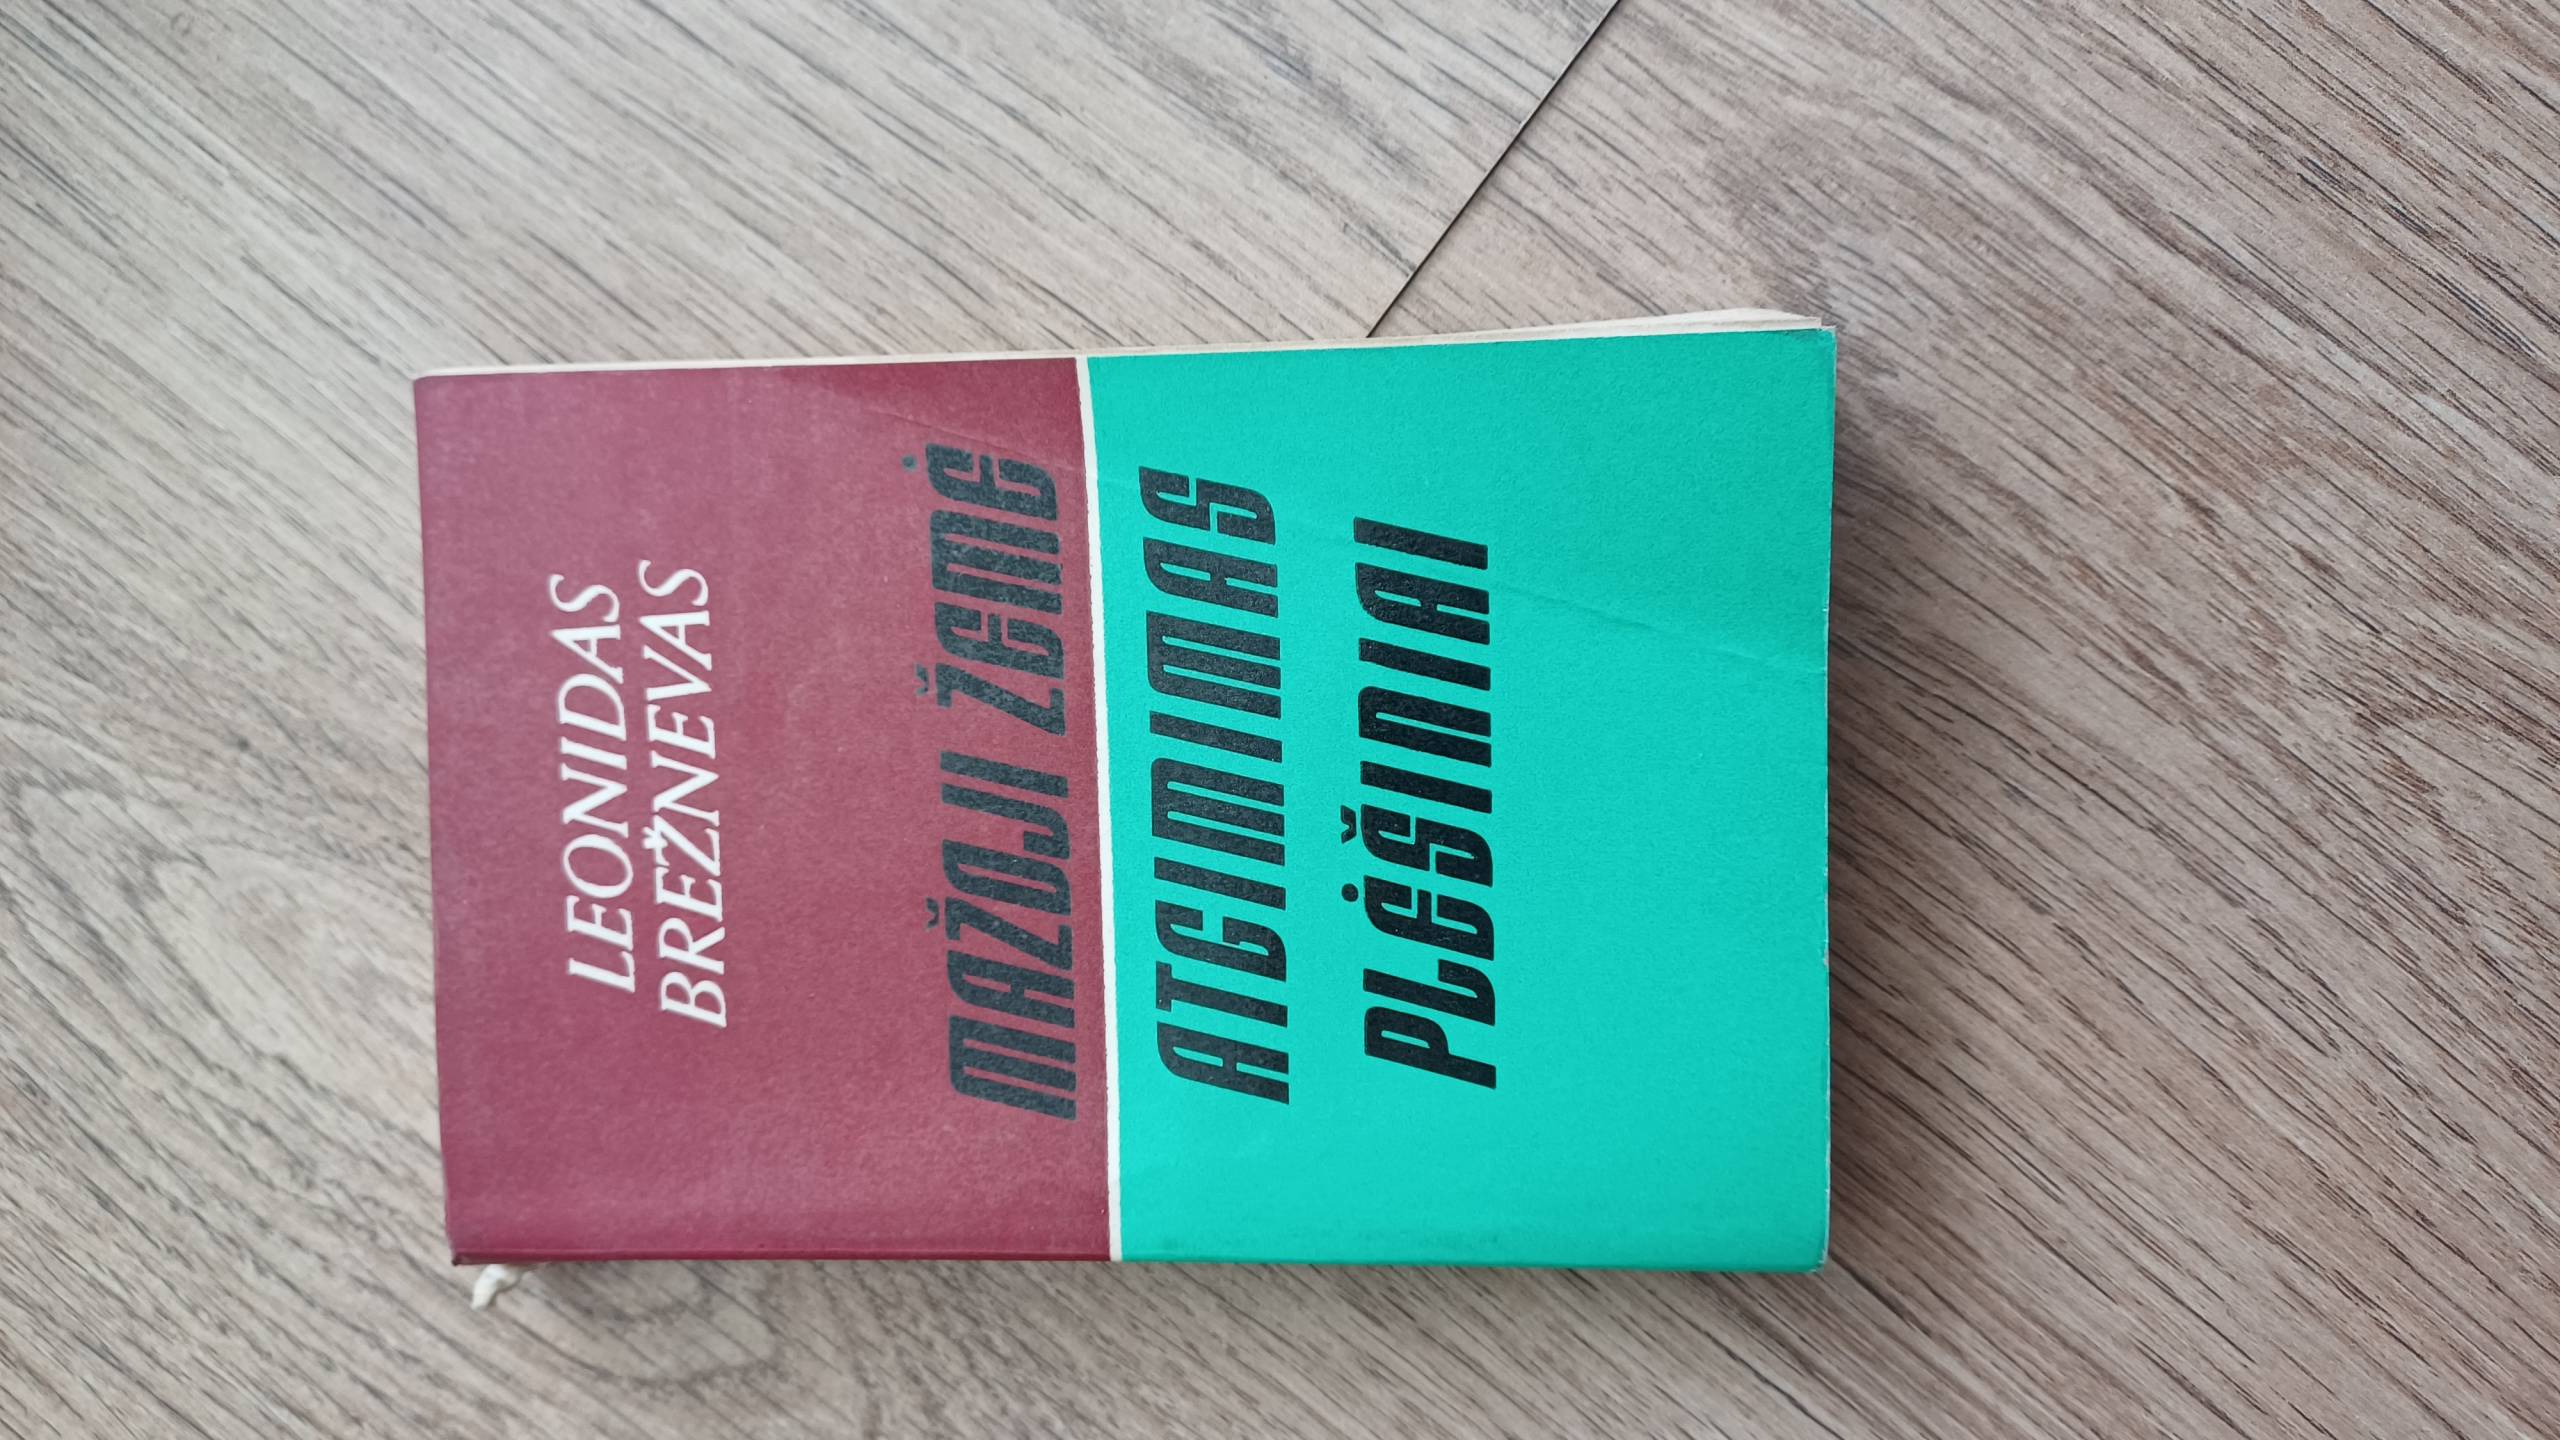 LEONIDAS
BREŽNEVAS
MAŽOJI ŽEMĖ
ATGIMIMAS
PLĖŠINIAI